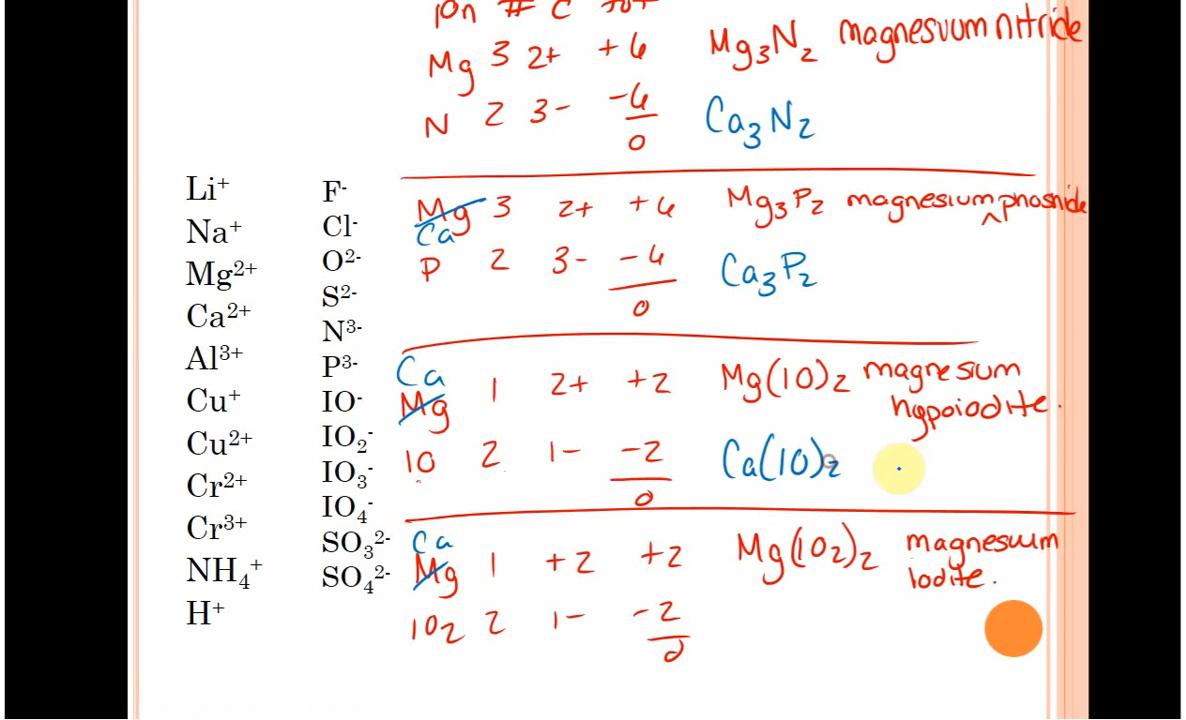 Ion # C tot
Mg 3 2+ +6 Mg₃N₂ magnesium nitride
N 2 3- -6 Ca₃N₂
0
Li⁺
Na⁺
Mg²⁺
Ca²⁺
Al³⁺
Cu⁺
Cu²⁺
Cr²⁺
Cr³⁺
NH₄⁺
H⁺
F⁻
Cl⁻
O²⁻
S²⁻
N³⁻
P³⁻
IO⁻
IO₂⁻
IO₃⁻
IO₄⁻
SO₃²⁻
SO₄²⁻
Mg 3 2+ +6 Mg₃P₂ magnesium phosphide
Ca
P 2 3- -6 Ca₃P₂
0
Ca
Mg 1 2+ +2 Mg(IO)₂ magnesium
hypoiodite.
IO 2 1- -2 Ca(IO)₂
0
Ca
Mg 1 +2 +2 Mg(IO₂)₂ magnesium
iodite.
IO₂ 2 1- -2
0